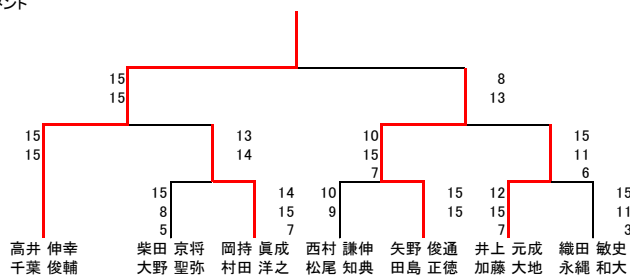 ナメント
15 8
15 13
15 13 10 15
15 14 15 11
7 6
15 14 10 15 12 15
8 15 9 15 15 11
5 7 7 3
高井 伸幸 柴田 京将 岡持 眞成 西村 謙伸 矢野 俊通 井上 元成 織田 敏史
千葉 俊輔 大野 聖弥 村田 洋之 松尾 知典 田島 正徳 加藤 大地 永縄 和太